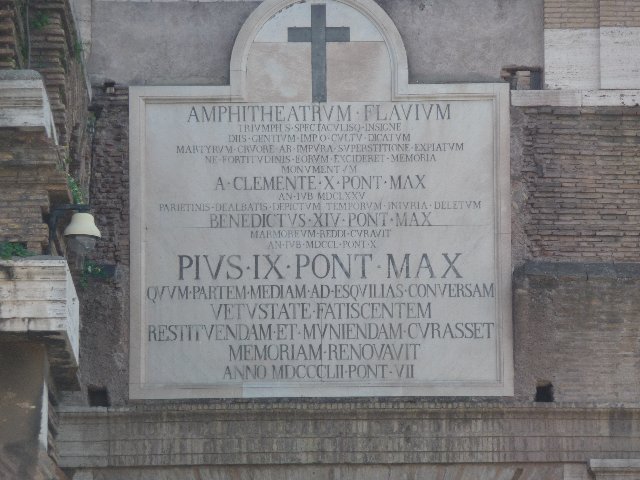 AMPHITHEATRVM · FLAVIVM
TRIVMPHIS · SPECTACVLISQ · INSIGNE
DIIS · GENTIVM · IMPIO · CVLTV · DICATVM
MARTYRVM · CRVORE · AB · IMPVRA · SVPERSTITIONE · EXPIATVM
NE · FORTITVDINIS · EORVM · EXCIDERET · MEMORIA
MONVMENTVM
A · CLEMENTE · X · PONT · MAX
AN · IVB · MDCLXXV
PARIETINIS · DEALBATIS · DEPICTVM · TEMPORVM · INIVRIA · DELETVM
BENEDICTVS · XIV · PONT · MAX
MARMOREVM · REDDI · CVRAVIT
AN · IVB · MDCCL · PONT · X
PIVS · IX · PONT · MAX
QVVM · PARTEM · MEDIAM · AD · ESQVILIAS · CONVERSAM
VETVSTATE · FATISCENTEM
RESTITVENDAM · ET · MVNIENDAM · CVRASSET
MEMORIAM · RENOVAVIT
ANNO · MDCCCLII · PONT · VII